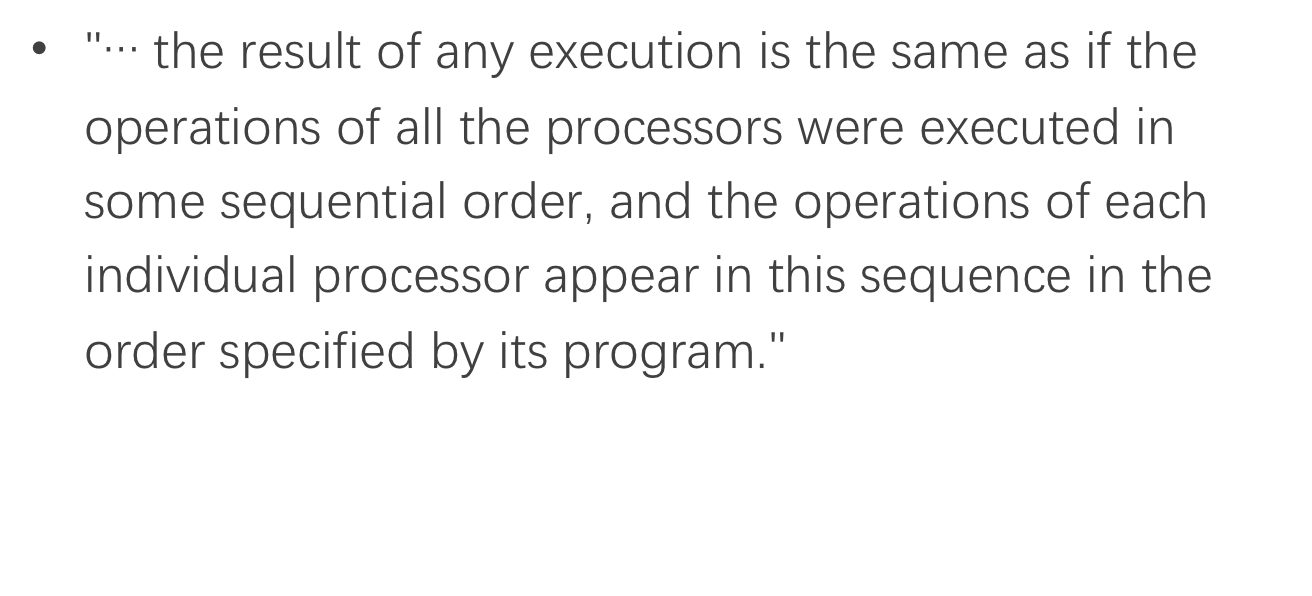 • "··· the result of any execution is the same as if the
operations of all the processors were executed in
some sequential order, and the operations of each
individual processor appear in this sequence in the
order specified by its program."